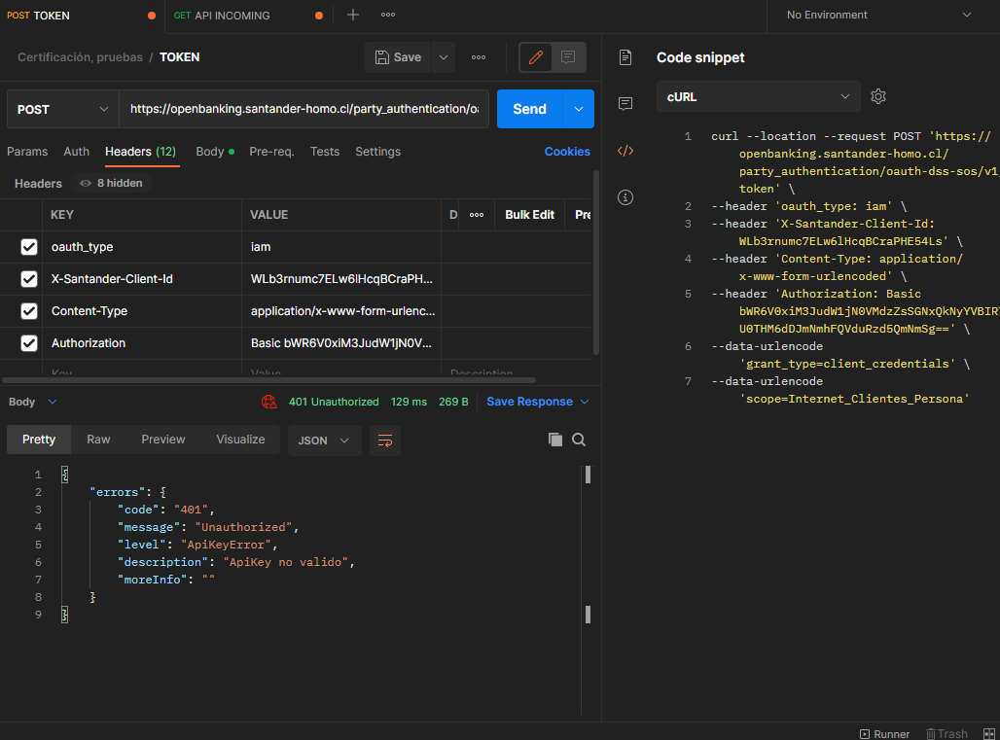 POST TOKEN
GET API INCOMING
No Environment
Certificación, pruebas / TOKEN
Save
POST
https://openbanking.santander-homo.cl/party_authentication/oa
Send
Params Auth Headers (12) Body Pre-req. Tests Settings Cookies
Headers 8 hidden
KEY VALUE D Bulk Edit Pre
oauth_type iam
X-Santander-Client-Id WLb3rnumc7ELw6lHcqBCraPH...
Content-Type application/x-www-form-urlenc...
Authorization Basic bWR6V0xiM3JudW1jN0V...
Key Value Description
Body 401 Unauthorized 129 ms 269 B Save Response
Pretty Raw Preview Visualize JSON
1 {
2 "errors": {
3 "code": "401",
4 "message": "Unauthorized",
5 "level": "ApiKeyError",
6 "description": "ApiKey no valido",
7 "moreInfo": ""
8 }
9 }
Code snippet
cURL
1 curl --location --request POST 'https://
openbanking.santander-homo.cl/
party_authentication/oauth-dss-sos/v1
token' \
2 --header 'oauth_type: iam' \
3 --header 'X-Santander-Client-Id:
WLb3rnumc7ELw6lHcqBCraPHE54Ls' \
4 --header 'Content-Type: application/
x-www-form-urlencoded' \
5 --header 'Authorization: Basic
bWR6V0xiM3JudW1jN0VMdzZsSGNxQkNyYVBIR
U0THM6dDJmNmhFQVduRzd5QmNmSg==' \
6 --data-urlencode
'grant_type=client_credentials' \
7 --data-urlencode
'scope=Internet_Clientes_Persona'
Runner Trash